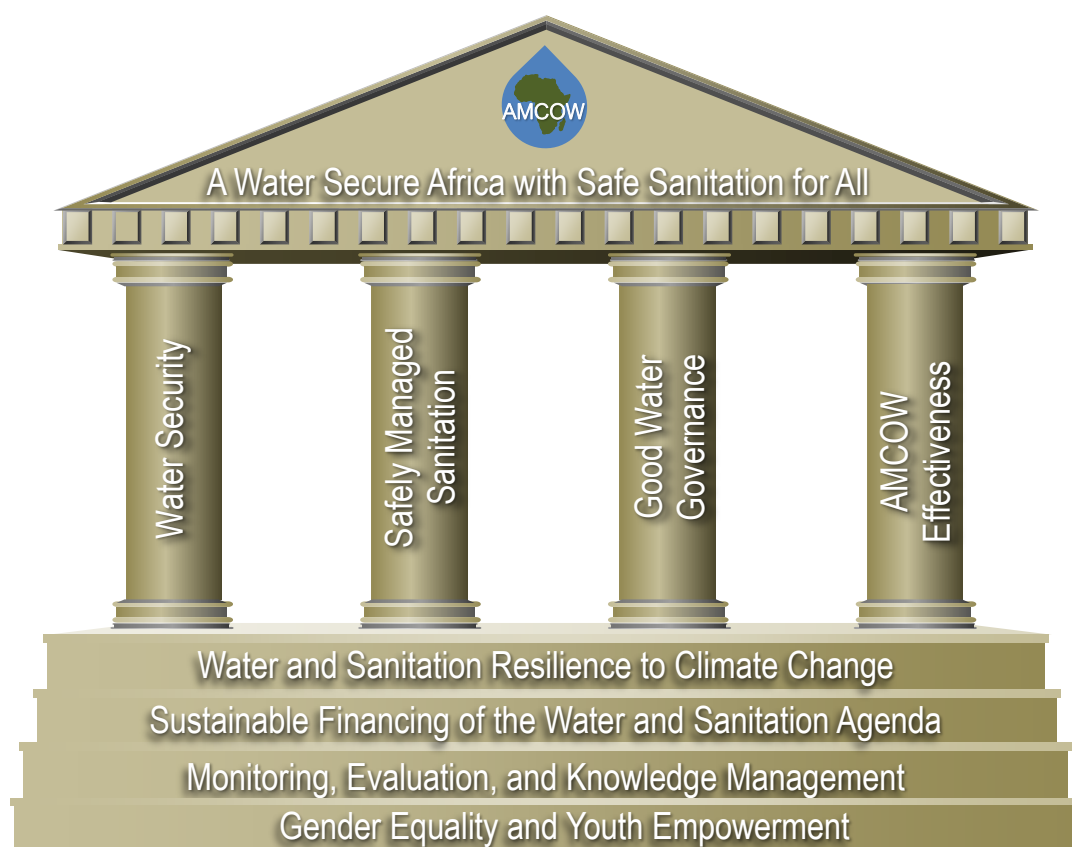 AMCOW
A Water Secure Africa with Safe Sanitation for All
Water Security
Safely Managed
Sanitation
Good Water
Governance
AMCOW
Effectiveness
Water and Sanitation Resilience to Climate Change
Sustainable Financing of the Water and Sanitation Agenda
Monitoring, Evaluation, and Knowledge Management
Gender Equality and Youth Empowerment